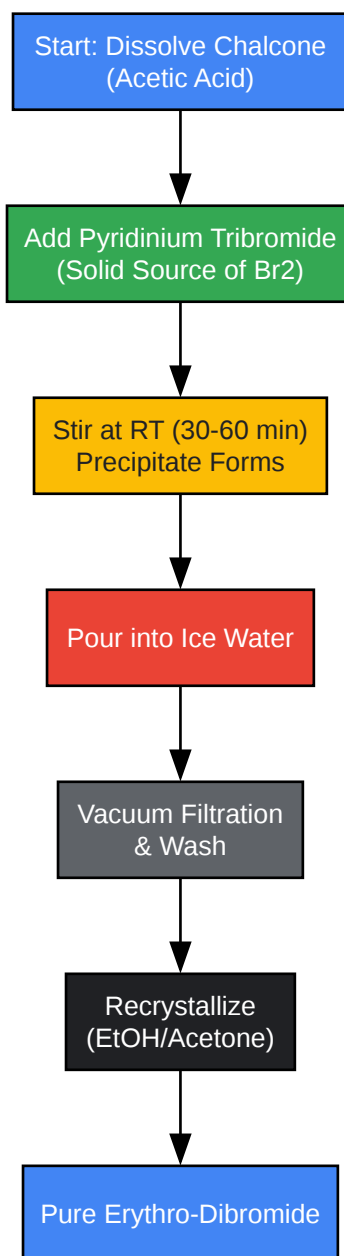 Start: Dissolve Chalcone
(Acetic Acid)
Add Pyridinium Tribromide
(Solid Source of Br2)
Stir at RT (30-60 min)
Precipitate Forms
Pour into Ice Water
Vacuum Filtration
& Wash
Recrystallize
(EtOH/Acetone)
Pure Erythro-Dibromide